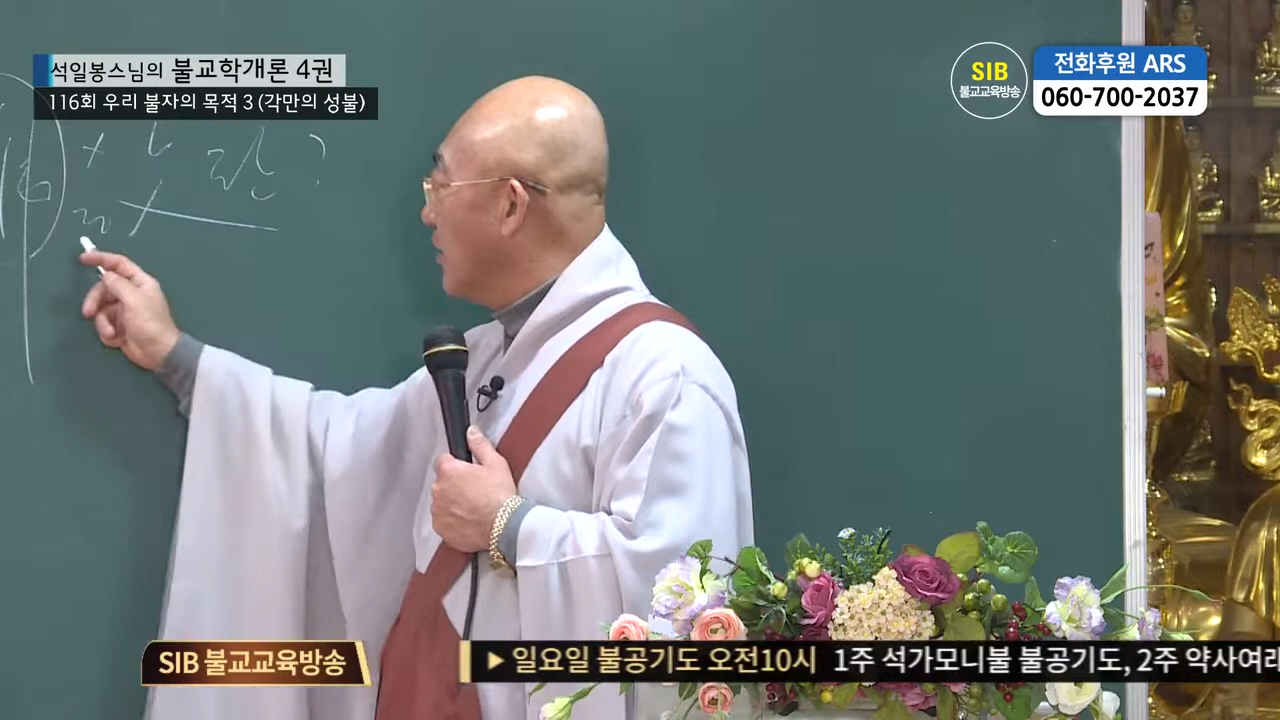 석일봉스님의 불교학개론 4권
116회 우리 불자의 목적 3 (각만의 성불)
SIB
불교교육방송
전화후원 ARS
060-700-2037
란?
SIB 불교교육방송
▶ 일요일 불공기도 오전10시 1주 석가모니불 불공기도, 2주 약사여래